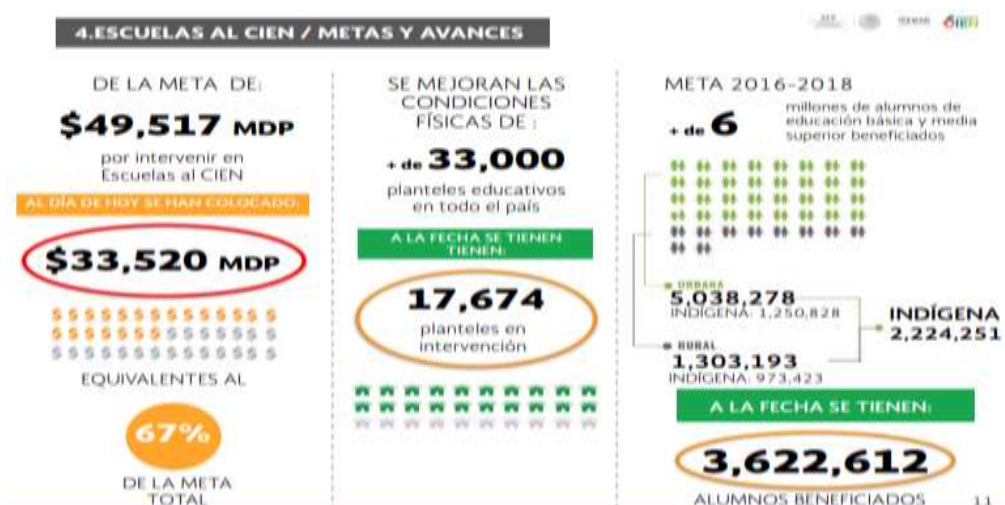 4.ESCUELAS AL CIEN / METAS Y AVANCES
DE LA META DE:
$49,517 MDP
por intervenir en
Escuelas al CIEN
AL DÍA DE HOY SE HAN COLOCADO:
$33,520 MDP
EQUIVALENTES AL
67%
DE LA META
TOTAL
SE MEJORAN LAS
CONDICIONES
FÍSICAS DE :
+ de 33,000
planteles educativos
en todo el país
A LA FECHA SE TIENEN
TIENEN:
17,674
planteles en
intervención
META 2016-2018
+ de 6 millones de alumnos de
educación básica y media
superior beneficiados
URBANA
5,038,278
INDÍGENA: 1,250,828
RURAL
1,303,193
INDÍGENA: 973,423
INDÍGENA
2,224,251
A LA FECHA SE TIENEN:
3,622,612
ALUMNOS BENEFICIADOS
11